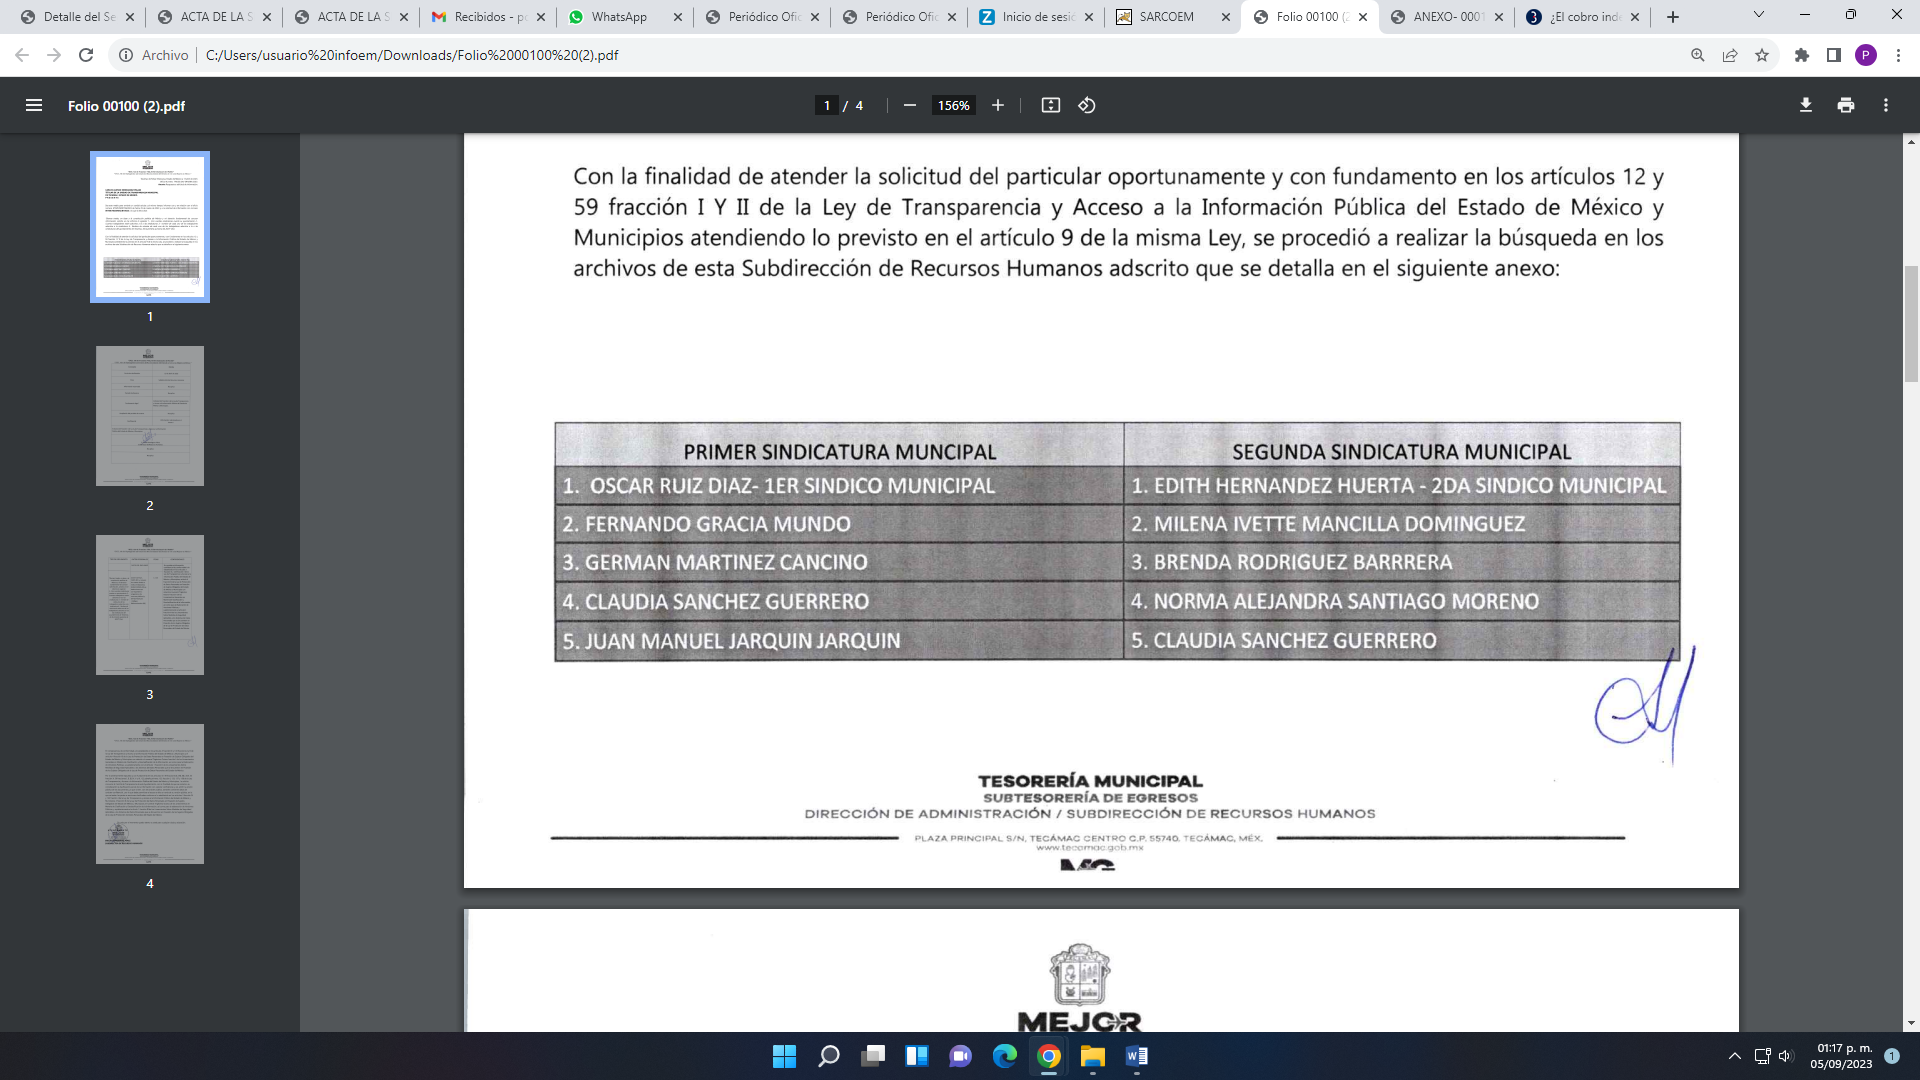 Detalle del Se
ACTA DE LA S
ACTA DE LA S
Recibidos - po
WhatsApp
Periódico Ofic
Periódico Ofic
Inicio de sesi
SARCOEM
Folio 00100 (2
ANEXO- 0001
¿El cobro inde
Archivo
C:/Users/usuario%20infoem/Downloads/Folio%2000100%20(2).pdf
P
Folio 00100 (2).pdf
1 / 4
156%
1
2
3
4
Con la finalidad de atender la solicitud del particular oportunamente y con fundamento en los artículos 12 y
59 fracción I Y II de la Ley de Transparencia y Acceso a la Información Pública del Estado de México y
Municipios atendiendo lo previsto en el artículo 9 de la misma Ley, se procedió a realizar la búsqueda en los
archivos de esta Subdirección de Recursos Humanos adscrito que se detalla en el siguiente anexo:
PRIMER SINDICATURA MUNCIPAL
SEGUNDA SINDICATURA MUNICIPAL
1. OSCAR RUIZ DIAZ- 1ER SINDICO MUNICIPAL
1. EDITH HERNANDEZ HUERTA - 2DA SINDICO MUNICIPAL
2. FERNANDO GRACIA MUNDO
2. MILENA IVETTE MANCILLA DOMINGUEZ
3. GERMAN MARTINEZ CANCINO
3. BRENDA RODRIGUEZ BARRRERA
4. CLAUDIA SANCHEZ GUERRERO
4. NORMA ALEJANDRA SANTIAGO MORENO
5. JUAN MANUEL JARQUIN JARQUIN
5. CLAUDIA SANCHEZ GUERRERO
TESORERÍA MUNICIPAL
SUBTESORERÍA DE EGRESOS
DIRECCIÓN DE ADMINISTRACIÓN / SUBDIRECCIÓN DE RECURSOS HUMANOS
PLAZA PRINCIPAL S/N, TECÁMAC CENTRO C.P. 55740, TECÁMAC, MÉX.
www.tecamac.gob.mx
MEJOR
01:17 p. m.
05/09/2023
1